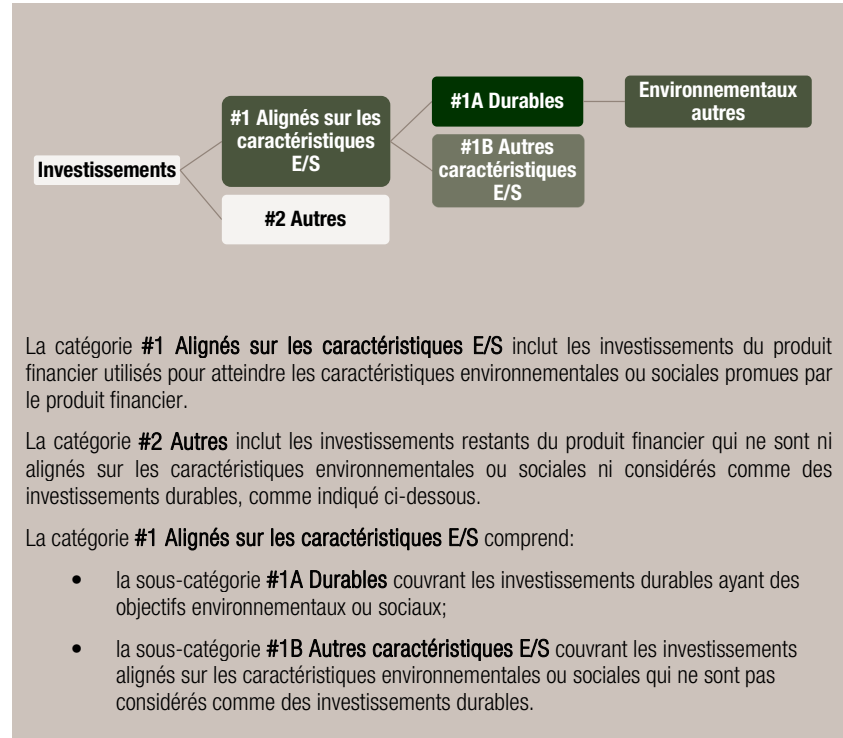 Investissements
#1 Alignés sur les
caractéristiques
E/S
#2 Autres
#1A Durables
#1B Autres
caractéristiques
E/S
Environnementaux
autres
La catégorie #1 Alignés sur les caractéristiques E/S inclut les investissements du produit
financier utilisés pour atteindre les caractéristiques environnementales ou sociales promues par
le produit financier.
La catégorie #2 Autres inclut les investissements restants du produit financier qui ne sont ni
alignés sur les caractéristiques environnementales ou sociales ni considérés comme des
investissements durables, comme indiqué ci-dessous.
La catégorie #1 Alignés sur les caractéristiques E/S comprend:
• la sous-catégorie #1A Durables couvrant les investissements durables ayant des
objectifs environnementaux ou sociaux;
• la sous-catégorie #1B Autres caractéristiques E/S couvrant les investissements
alignés sur les caractéristiques environnementales ou sociales qui ne sont pas
considérés comme des investissements durables.